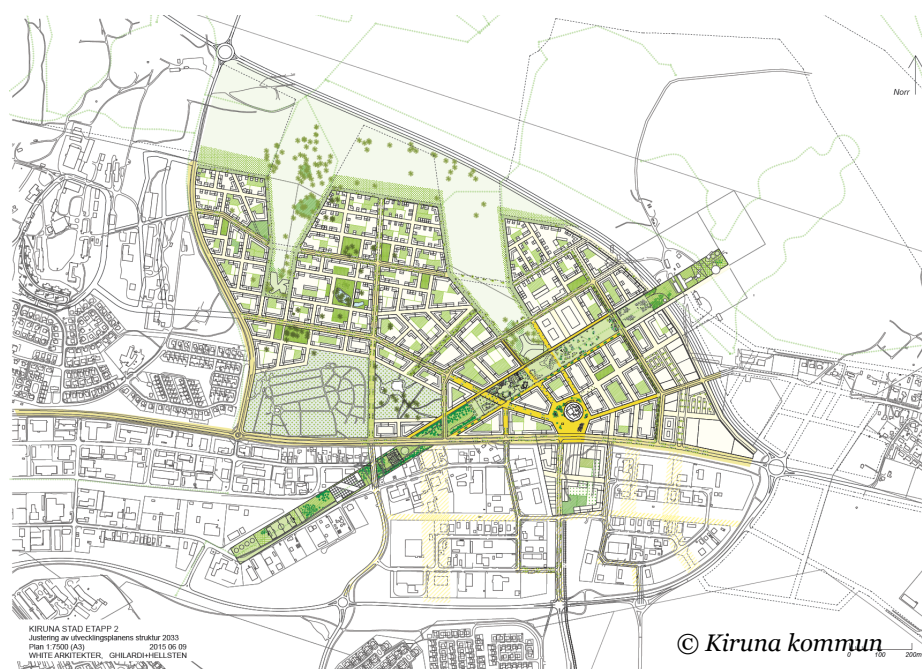 Norr
KIRUNA STAD ETAPP 2
Justering av utvecklingsplanens struktur 2033
Plan 1:7500 (A3) 2015 06 09
WHITE ARKITEKTER, GHILARDI+HELLSTEN
© Kiruna kommun
0 100 200m